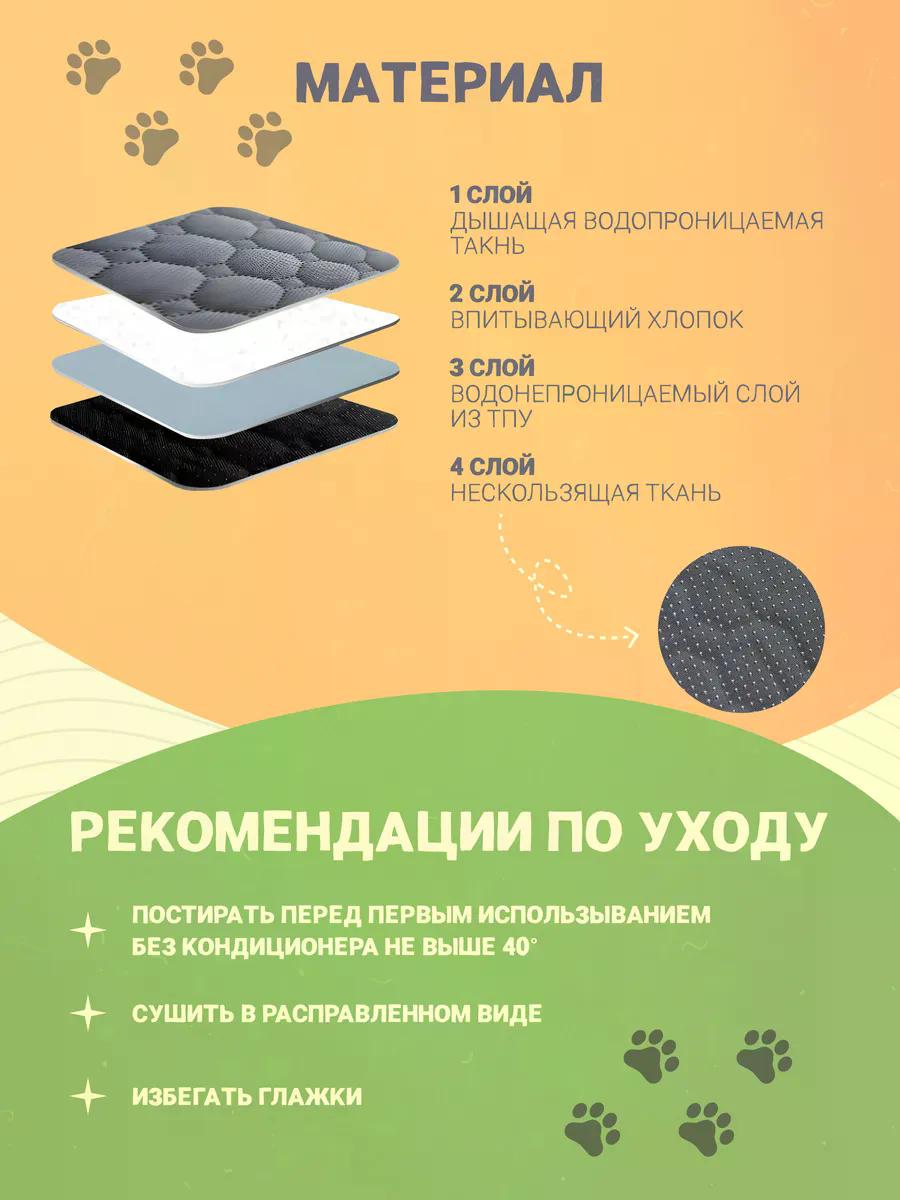 МАТЕРИАЛ
1 СЛОЙ
ДЫШАЩАЯ ВОДОПРОНИЦАЕМАЯ
ТАКНЬ
2 СЛОЙ
ВПИТЫВАЮЩИЙ ХЛОПОК
3 СЛОЙ
ВОДОНЕПРОНИЦАЕМЫЙ СЛОЙ
ИЗ ТПУ
4 СЛОЙ
НЕСКОЛЬЗЯЩАЯ ТКАНЬ
РЕКОМЕНДАЦИИ ПО УХОДУ
ПОСТИРАТЬ ПЕРЕД ПЕРВЫМ ИСПОЛЬЗЫВАНИЕМ
БЕЗ КОНДИЦИОНЕРА НЕ ВЫШЕ 40°
СУШИТЬ В РАСПРАВЛЕННОМ ВИДЕ
ИЗБЕГАТЬ ГЛАЖКИ